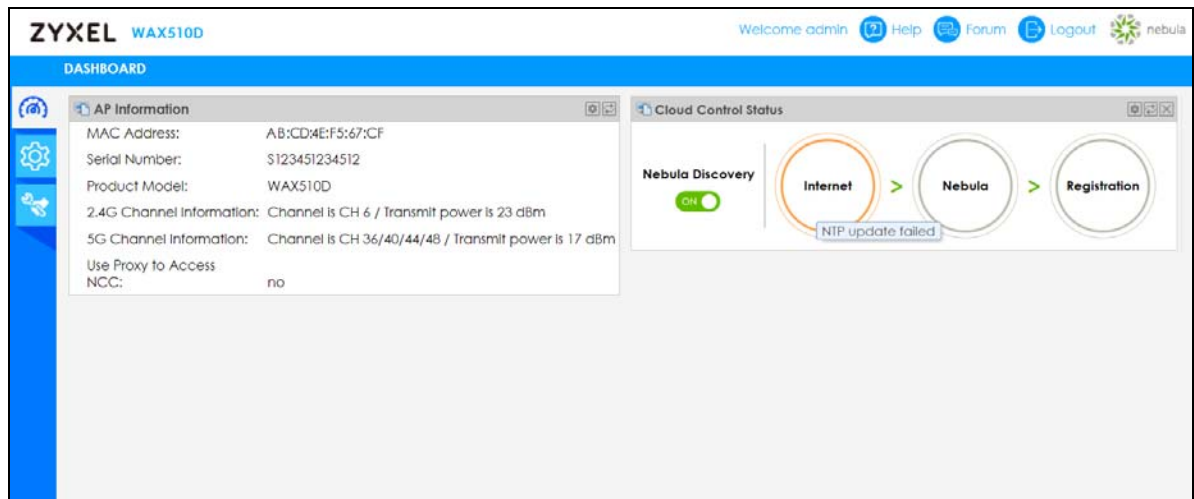 ZYXEL WAX510D
Welcome admin Help Forum Logout nebula
DASHBOARD
AP Information
MAC Address: AB:CD:4E:F5:67:CF
Serial Number: S123451234512
Product Model: WAX510D
2.4G Channel Information: Channel is CH 6 / Transmit power is 23 dBm
5G Channel Information: Channel is CH 36/40/44/48 / Transmit power is 17 dBm
Use Proxy to Access
NCC: no
Cloud Control Status
Nebula Discovery
ON
Internet > Nebula > Registration
NTP update failed